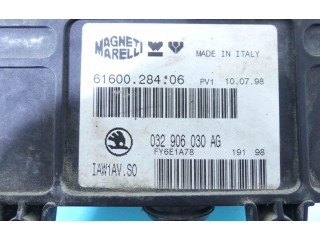 MAGNETI MARELLI MADE IN ITALY
61600.284.06 PV1 10.07.98
032 906 030 AG
FY6E1A78 191 98
IAW1AV.S0